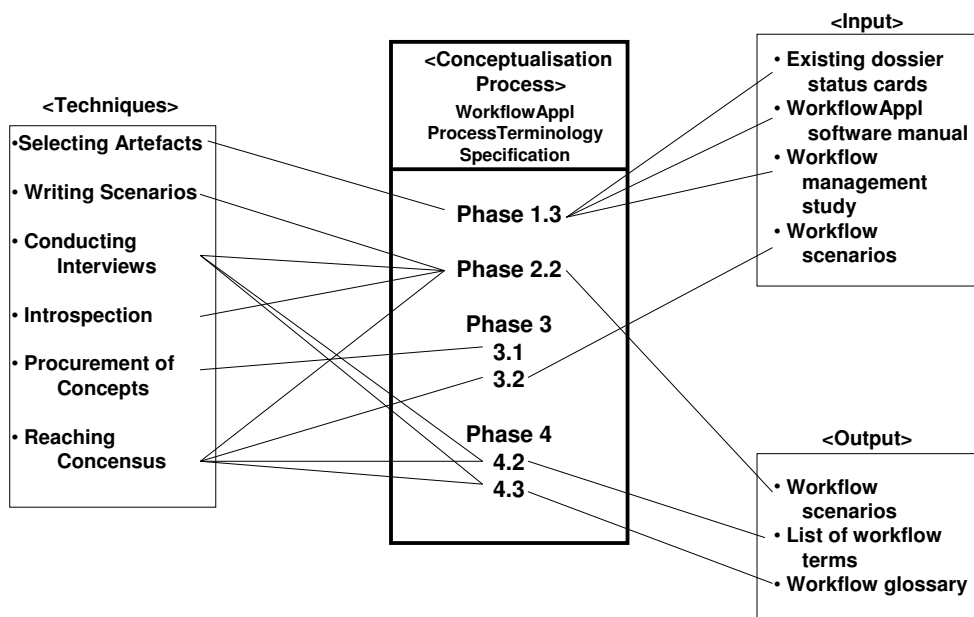 <Techniques>
•Selecting Artefacts
• Writing Scenarios
• Conducting
Interviews
• Introspection
• Procurement of
Concepts
• Reaching
Concensus
<Conceptualisation
Process>
WorkflowAppl
ProcessTerminology
Specification
Phase 1.3
Phase 2.2
Phase 3
3.1
3.2
Phase 4
4.2
4.3
<Input>
• Existing dossier
status cards
• WorkflowAppl
software manual
• Workflow
management
study
• Workflow
scenarios
<Output>
• Workflow
scenarios
• List of workflow
terms
• Workflow glossary